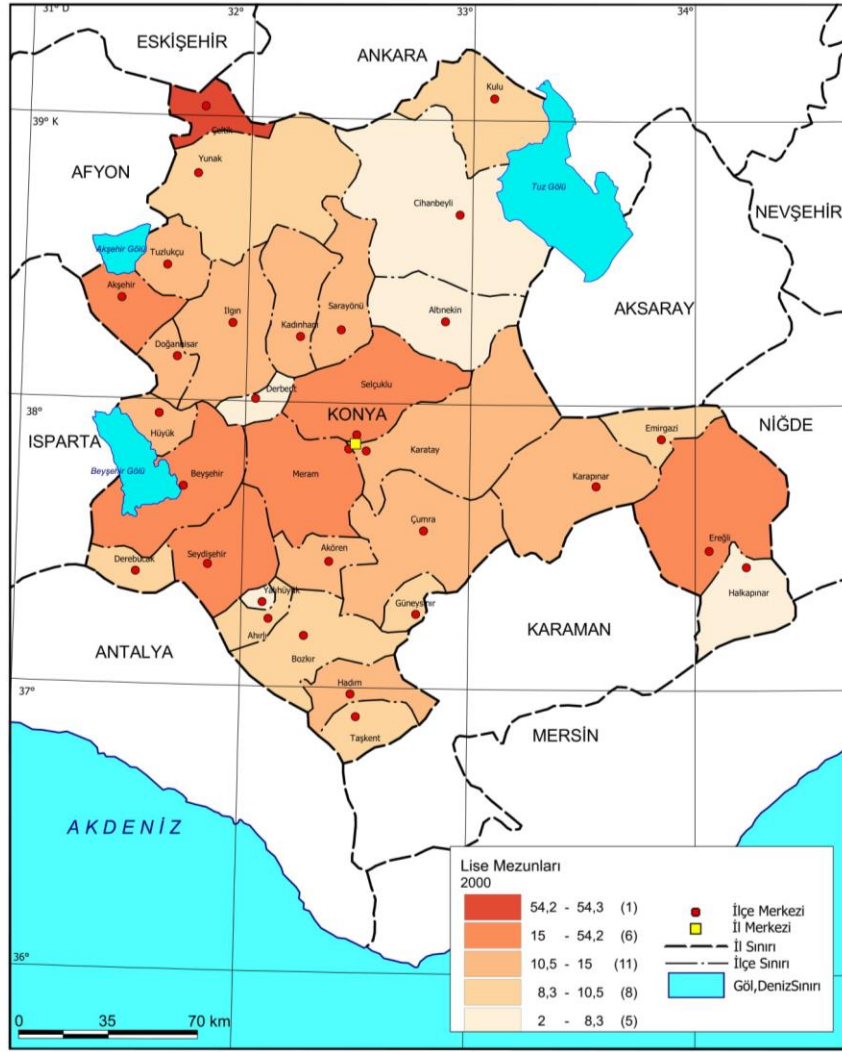 31° D
32°
33°
34°
ESKİŞEHİR
ANKARA
Kulu
39° K
Çeltik
Yunak
AFYON
Tuz Gölü
Cihanbeyli
NEVŞEHİR
Akşehir Gölü
Tuzlukçu
Akşehir
Ilgın
Kadınhanı
Sarayönü
Altınekin
AKSARAY
Doğanhisar
Derbent
Selçuklu
38°
KONYA
NİĞDE
ISPARTA
Hüyük
Emirgazi
Karatay
Beyşehir Gölü
Beyşehir
Meram
Karapınar
Çumra
Ereğli
Derebucak
Seydişehir
Akören
Yalıhüyük
Halkapınar
Güneysınır
Ahırlı
KARAMAN
ANTALYA
Bozkır
37°
Hadım
Taşkent
MERSİN
AKDENİZ
Lise Mezunları
2000
54,2 - 54,3 (1)
15 - 54,2 (6)
10,5 - 15 (11)
8,3 - 10,5 (8)
2 - 8,3 (5)
İlçe Merkezi
İl Merkezi
İl Sınırı
İlçe Sınırı
Göl,DenizSınırı
36°
0 35 70 km